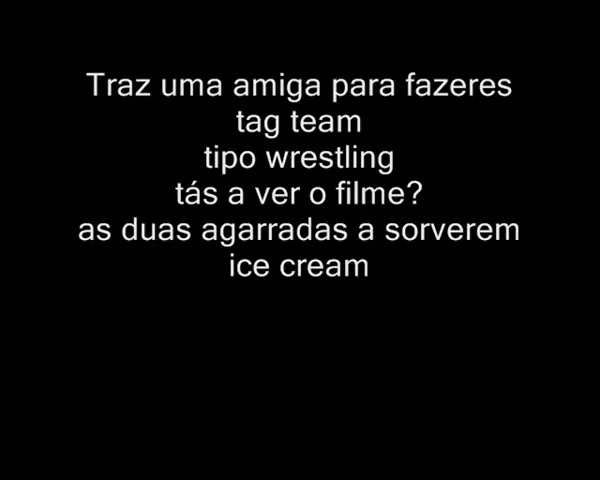 Traz uma amiga para fazeres
tag team
tipo wrestling
tás a ver o filme?
as duas agarradas a sorverem
ice cream